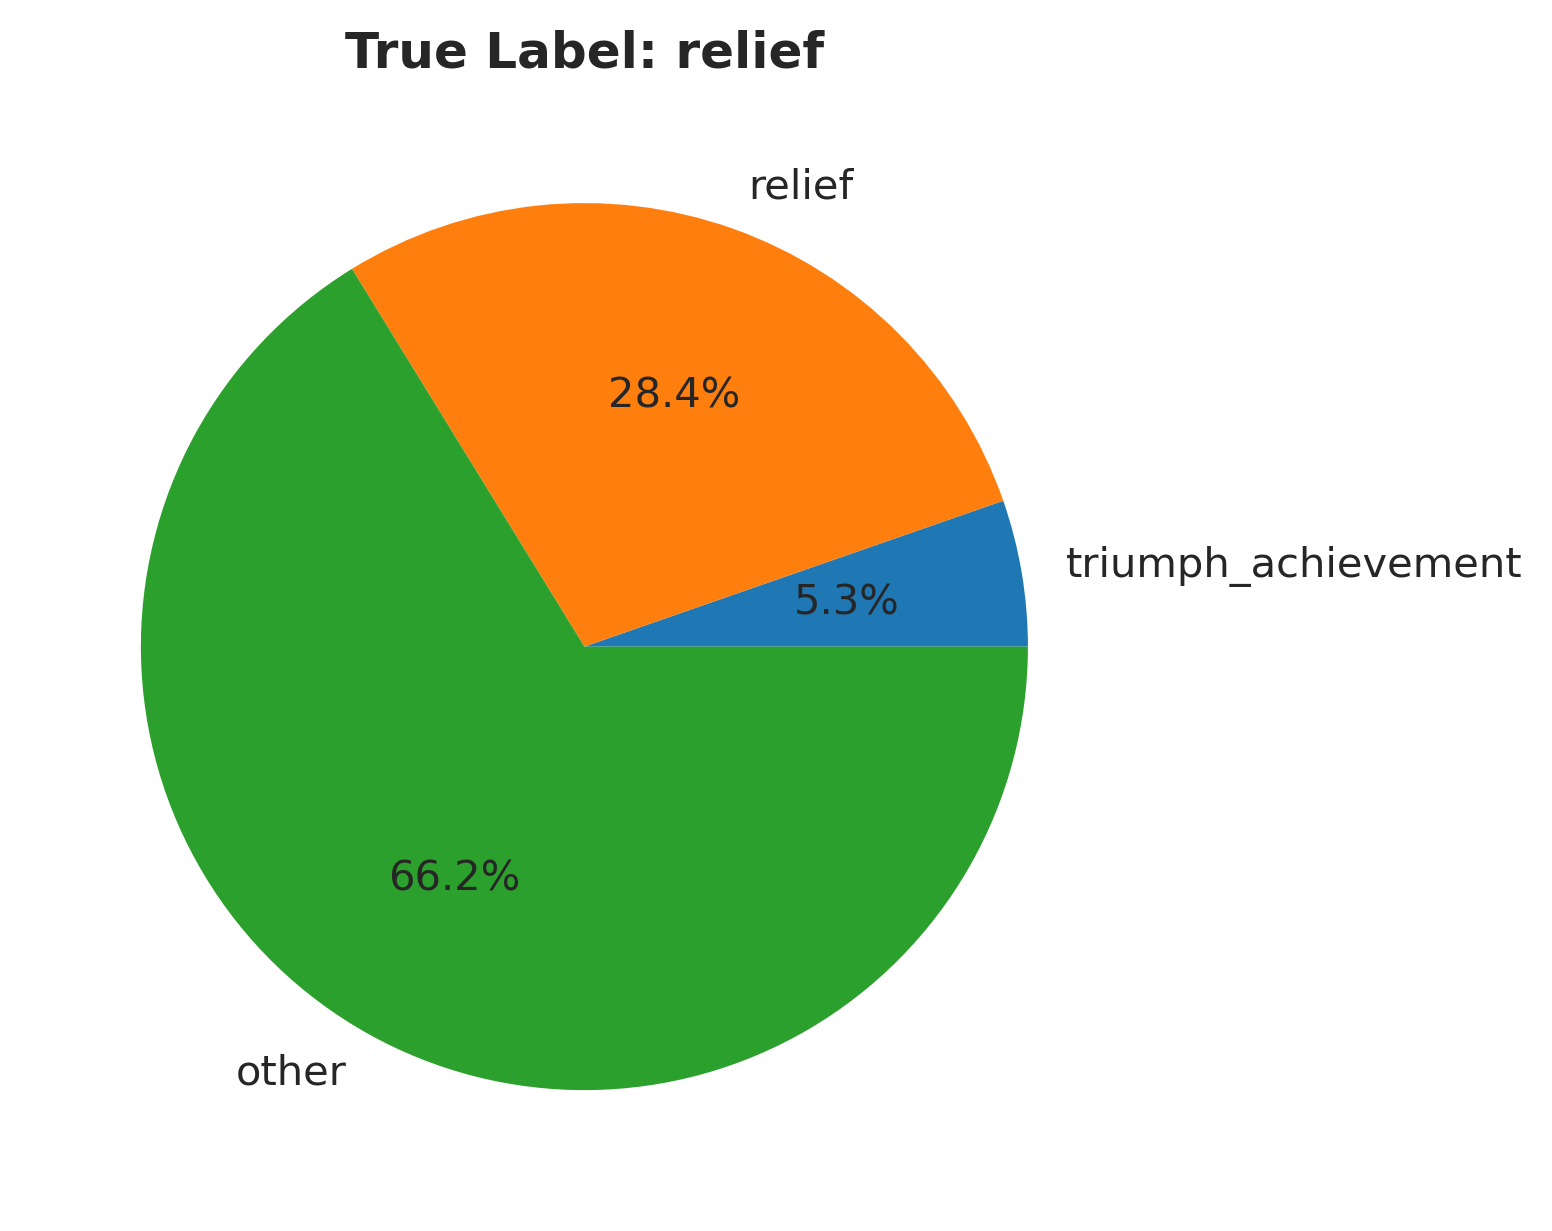 True Label: relief
relief
28.4%
triumph_achievement
5.3%
66.2%
other